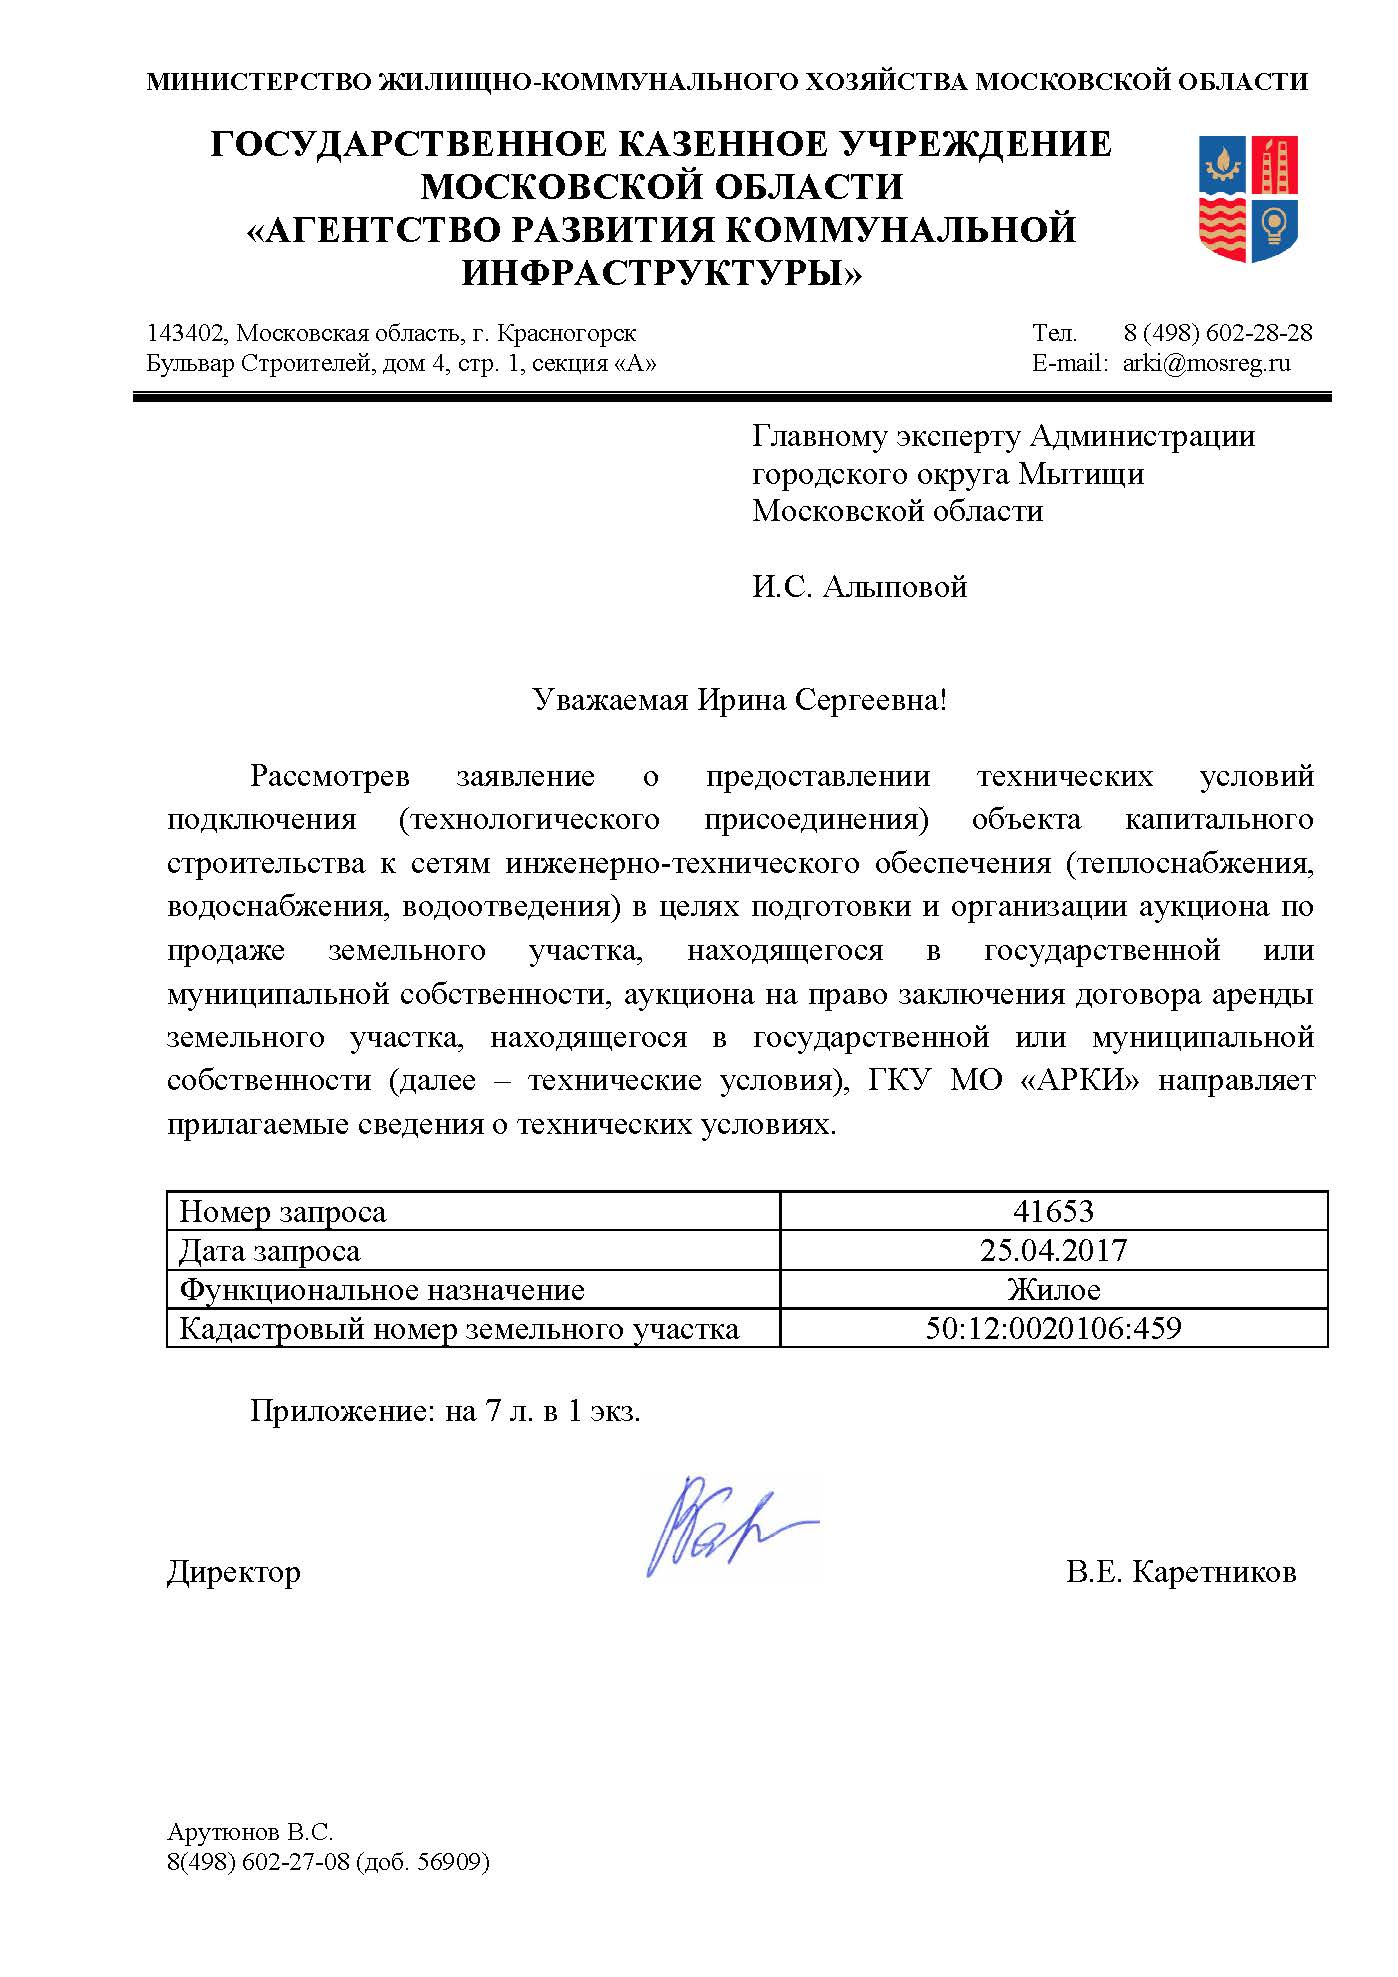 МИНИСТЕРСТВО ЖИЛИЩНО-КОММУНАЛЬНОГО ХОЗЯЙСТВА МОСКОВСКОЙ ОБЛАСТИ
ГОСУДАРСТВЕННОЕ КАЗЕННОЕ УЧРЕЖДЕНИЕ
МОСКОВСКОЙ ОБЛАСТИ
«АГЕНТСТВО РАЗВИТИЯ КОММУНАЛЬНОЙ
ИНФРАСТРУКТУРЫ»
143402, Московская область, г. Красногорск
Бульвар Строителей, дом 4, стр. 1, секция «А»
Тел. 8 (498) 602-28-28
E-mail: arki@mosreg.ru
Главному эксперту Администрации
городского округа Мытищи
Московской области
И.С. Алыповой
Уважаемая Ирина Сергеевна!
Рассмотрев заявление о предоставлении технических условий
подключения (технологического присоединения) объекта капитального
строительства к сетям инженерно-технического обеспечения (теплоснабжения,
водоснабжения, водоотведения) в целях подготовки и организации аукциона по
продаже земельного участка, находящегося в государственной или
муниципальной собственности, аукциона на право заключения договора аренды
земельного участка, находящегося в государственной или муниципальной
собственности (далее – технические условия), ГКУ МО «АРКИ» направляет
прилагаемые сведения о технических условиях.
Номер запроса 41653
Дата запроса 25.04.2017
Функциональное назначение Жилое
Кадастровый номер земельного участка 50:12:0020106:459
Приложение: на 7 л. в 1 экз.
Директор В.Е. Каретников
Арутюнов В.С.
8(498) 602-27-08 (доб. 56909)